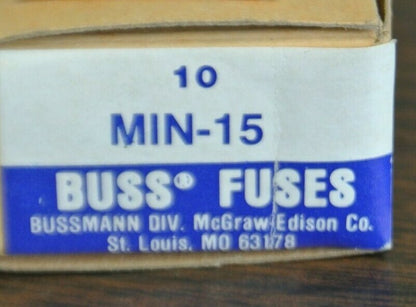 10
MIN-15
BUSS® FUSES
BUSSMANN DIV. McGraw Edison Co.
St. Louis, MO 63178